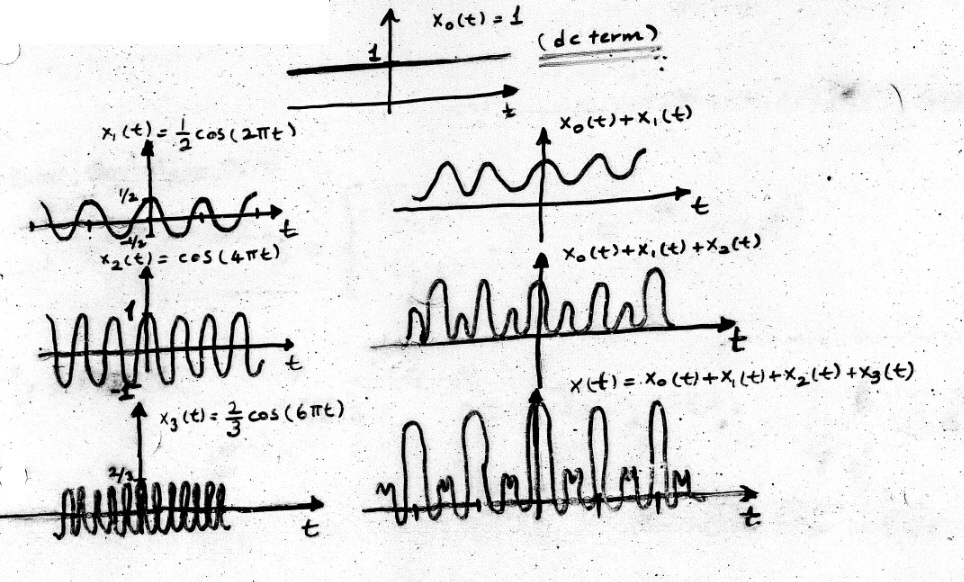 x₀(t) = 1
(dc term)
1
t
x₁(t) = 1/2 cos(2πt)
1/2
-1/2
t
x₀(t)+x₁(t)
t
x₂(t) = cos(4πt)
1
-1
t
x₀(t)+x₁(t)+x₂(t)
t
x₃(t) = 2/3 cos(6πt)
2/3
t
x(t) = x₀(t)+x₁(t)+x₂(t)+x₃(t)
t